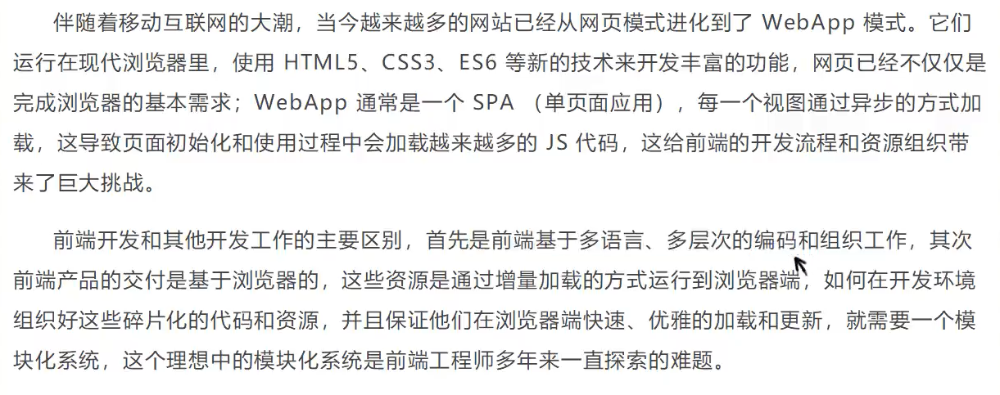 伴随着移动互联网的大潮，当今越来越多的网站已经从网页模式进化到了 WebApp 模式。它们
运行在现代浏览器里，使用 HTML5、CSS3、ES6 等新的技术来开发丰富的功能，网页已经不仅仅是
完成浏览器的基本需求；WebApp 通常是一个 SPA （单页面应用），每一个视图通过异步的方式加
载，这导致页面初始化和使用过程中会加载越来越多的 JS 代码，这给前端的开发流程和资源组织带
来了巨大挑战。
前端开发和其他开发工作的主要区别，首先是前端基于多语言、多层次的编码和组织工作，其次
前端产品的交付是基于浏览器的，这些资源是通过增量加载的方式运行到浏览器端，如何在开发环境
组织好这些碎片化的代码和资源，并且保证他们在浏览器端快速、优雅的加载和更新，就需要一个模
块化系统，这个理想中的模块化系统是前端工程师多年来一直探索的难题。